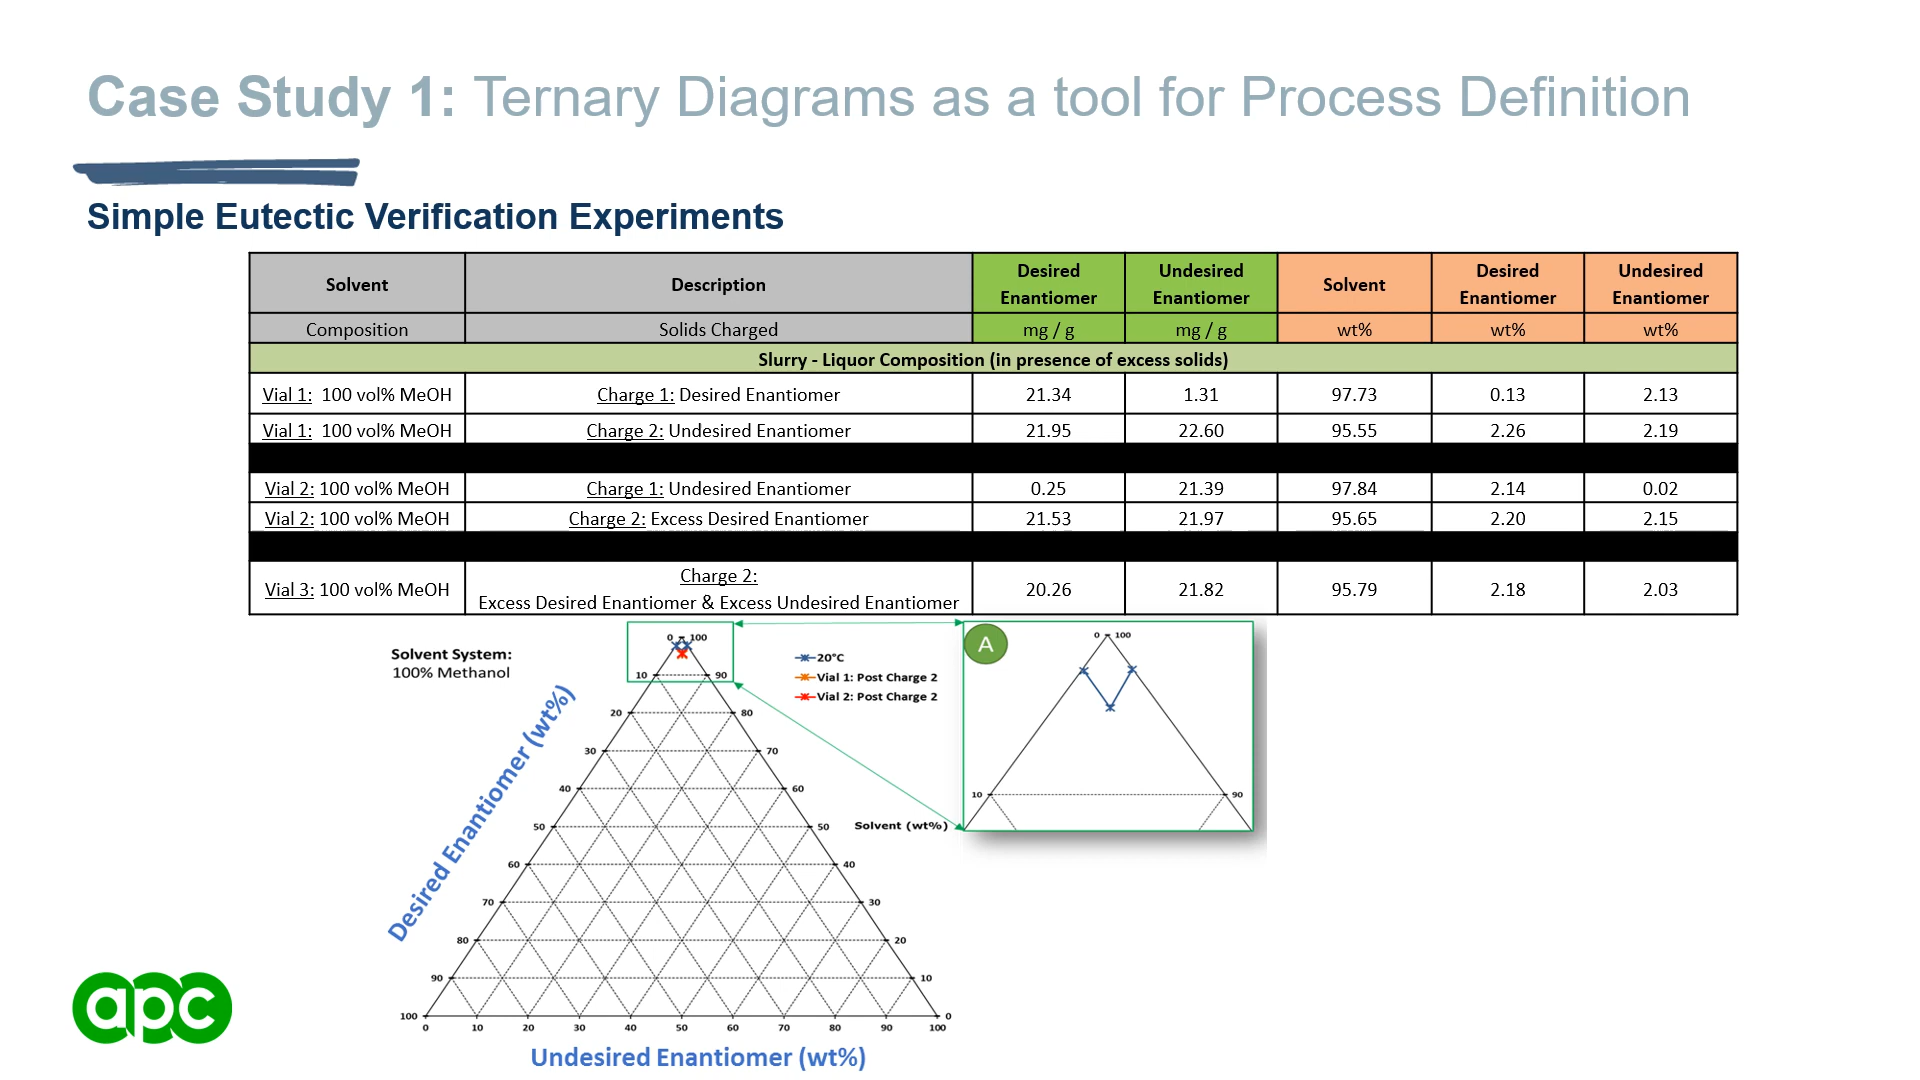 Case Study 1: Ternary Diagrams as a tool for Process Definition
Simple Eutectic Verification Experiments
Solvent Description Desired Enantiomer Undesired Enantiomer Solvent Desired Enantiomer Undesired Enantiomer
Composition Solids Charged mg / g mg / g wt% wt% wt%
Slurry - Liquor Composition (in presence of excess solids)
Vial 1: 100 vol% MeOH Charge 1: Desired Enantiomer 21.34 1.31 97.73 0.13 2.13
Vial 1: 100 vol% MeOH Charge 2: Undesired Enantiomer 21.95 22.60 95.55 2.26 2.19
Vial 2: 100 vol% MeOH Charge 1: Undesired Enantiomer 0.25 21.39 97.84 2.14 0.02
Vial 2: 100 vol% MeOH Charge 2: Excess Desired Enantiomer 21.53 21.97 95.65 2.20 2.15
Vial 3: 100 vol% MeOH Charge 2: Excess Desired Enantiomer & Excess Undesired Enantiomer 20.26 21.82 95.79 2.18 2.03
Solvent System:
100% Methanol
0 100
10 90
20 80
30 70
40 60
50 50
60 40
70 30
80 20
90 10
100 0
0 10 20 30 40 50 60 70 80 90 100
Desired Enantiomer (wt%)
Undesired Enantiomer (wt%)
Solvent (wt%)
20°C
Vial 1: Post Charge 2
Vial 2: Post Charge 2
A
0 100
10 90
apc